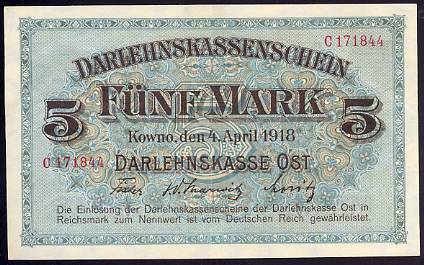 C 171844
DARLEHNSKASSENSCHEIN
5 FÜNF MARK 5
Kowno, den 4. April 1918
C 171844
DARLEHNSKASSE OST
Die Einlösung der Darlehnskassenscheine der Darlehnskasse Ost in
Reichsmark zum Nennwert ist vom Deutschen Reich gewährleistet.